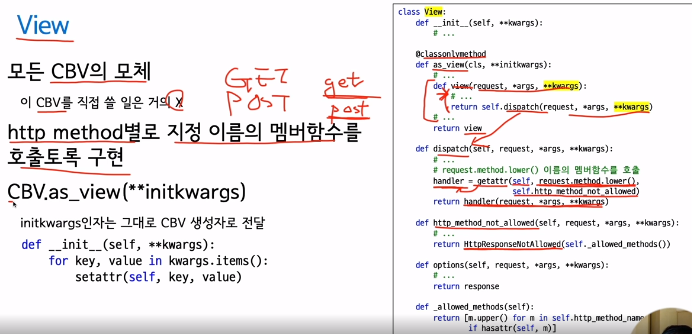 View
모든 CBV의 모체
이 CBV를 직접 쓸 일은 거의 X
GET
POST
get
post
http method별로 지정 이름의 멤버함수를
호출토록 구현
CBV.as_view(**initkwargs)
initkwargs인자는 그대로 CBV 생성자로 전달
def __init__(self, **kwargs):
for key, value in kwargs.items():
setattr(self, key, value)
class View:
def __init__(self, **kwargs):
# ...
@classonlymethod
def as_view(cls, **initkwargs):
# ...
def view(request, *args, **kwargs):
# ...
return self.dispatch(request, *args, **kwargs)
# ...
return view
def dispatch(self, request, *args, **kwargs):
# ...
# request.method.lower() 이름의 멤버함수를 호출
handler = getattr(self, request.method.lower(),
self.http_method_not_allowed)
return handler(request, *args, **kwargs)
def http_method_not_allowed(self, request, *args, **kwargs):
# ...
return HttpResponseNotAllowed(self._allowed_methods())
def options(self, request, *args, **kwargs):
# ...
return response
def _allowed_methods(self):
return [m.upper() for m in self.http_method_name
if hasattr(self, m)]